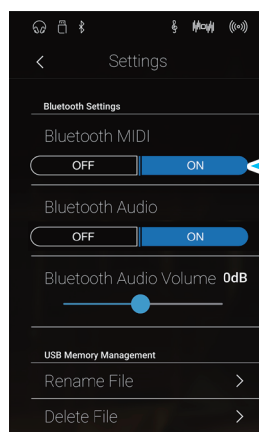 Settings
Bluetooth Settings
Bluetooth MIDI
OFF ON
Bluetooth Audio
OFF ON
Bluetooth Audio Volume 0dB
USB Memory Management
Rename File
Delete File